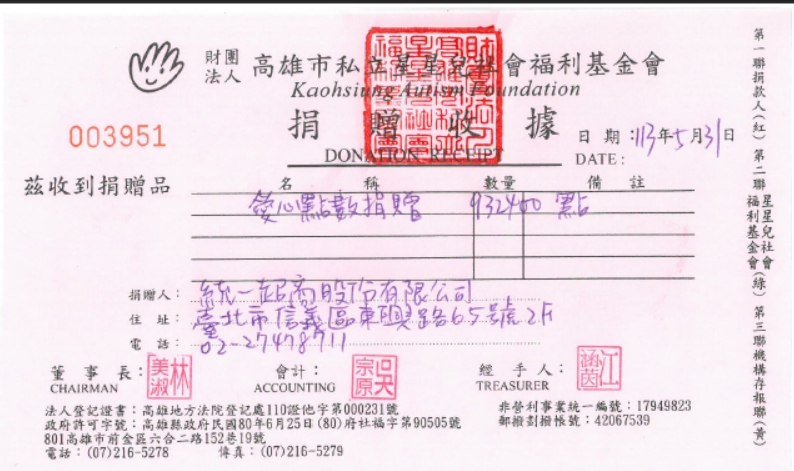 財團法人 高雄市私立星星兒社會福利基金會
Kaohsiung Autism Foundation
003951
捐贈收據
DONATION RECEIPT
日期:113年5月31日
DATE:
茲收到捐贈品
名稱 數量 備註
愛心點數捐贈 932400 點
捐贈人:統一超商股份有限公司
住址:臺北市信義區東興路65號2F
電話:02-27478711
董事長:林美淑
CHAIRMAN
會計:吳宗原
ACCOUNTING
經手人:江涵茵
TREASURER
法人登記證書:高雄地方法院登記處110證他字第000231號
政府許可字號:高雄縣政府民國80年6月25日(80)府社福字第90505號
801高雄市前金區六合二路152巷19號
電話:(07)216-5278 傳真:(07)216-5279
非營利事業統一編號:17949823
郵撥劃撥帳號:42067539
第一聯捐款人(紅) 第二聯星星兒社會福利基金會(綠) 第三聯機構存報聯(黃)